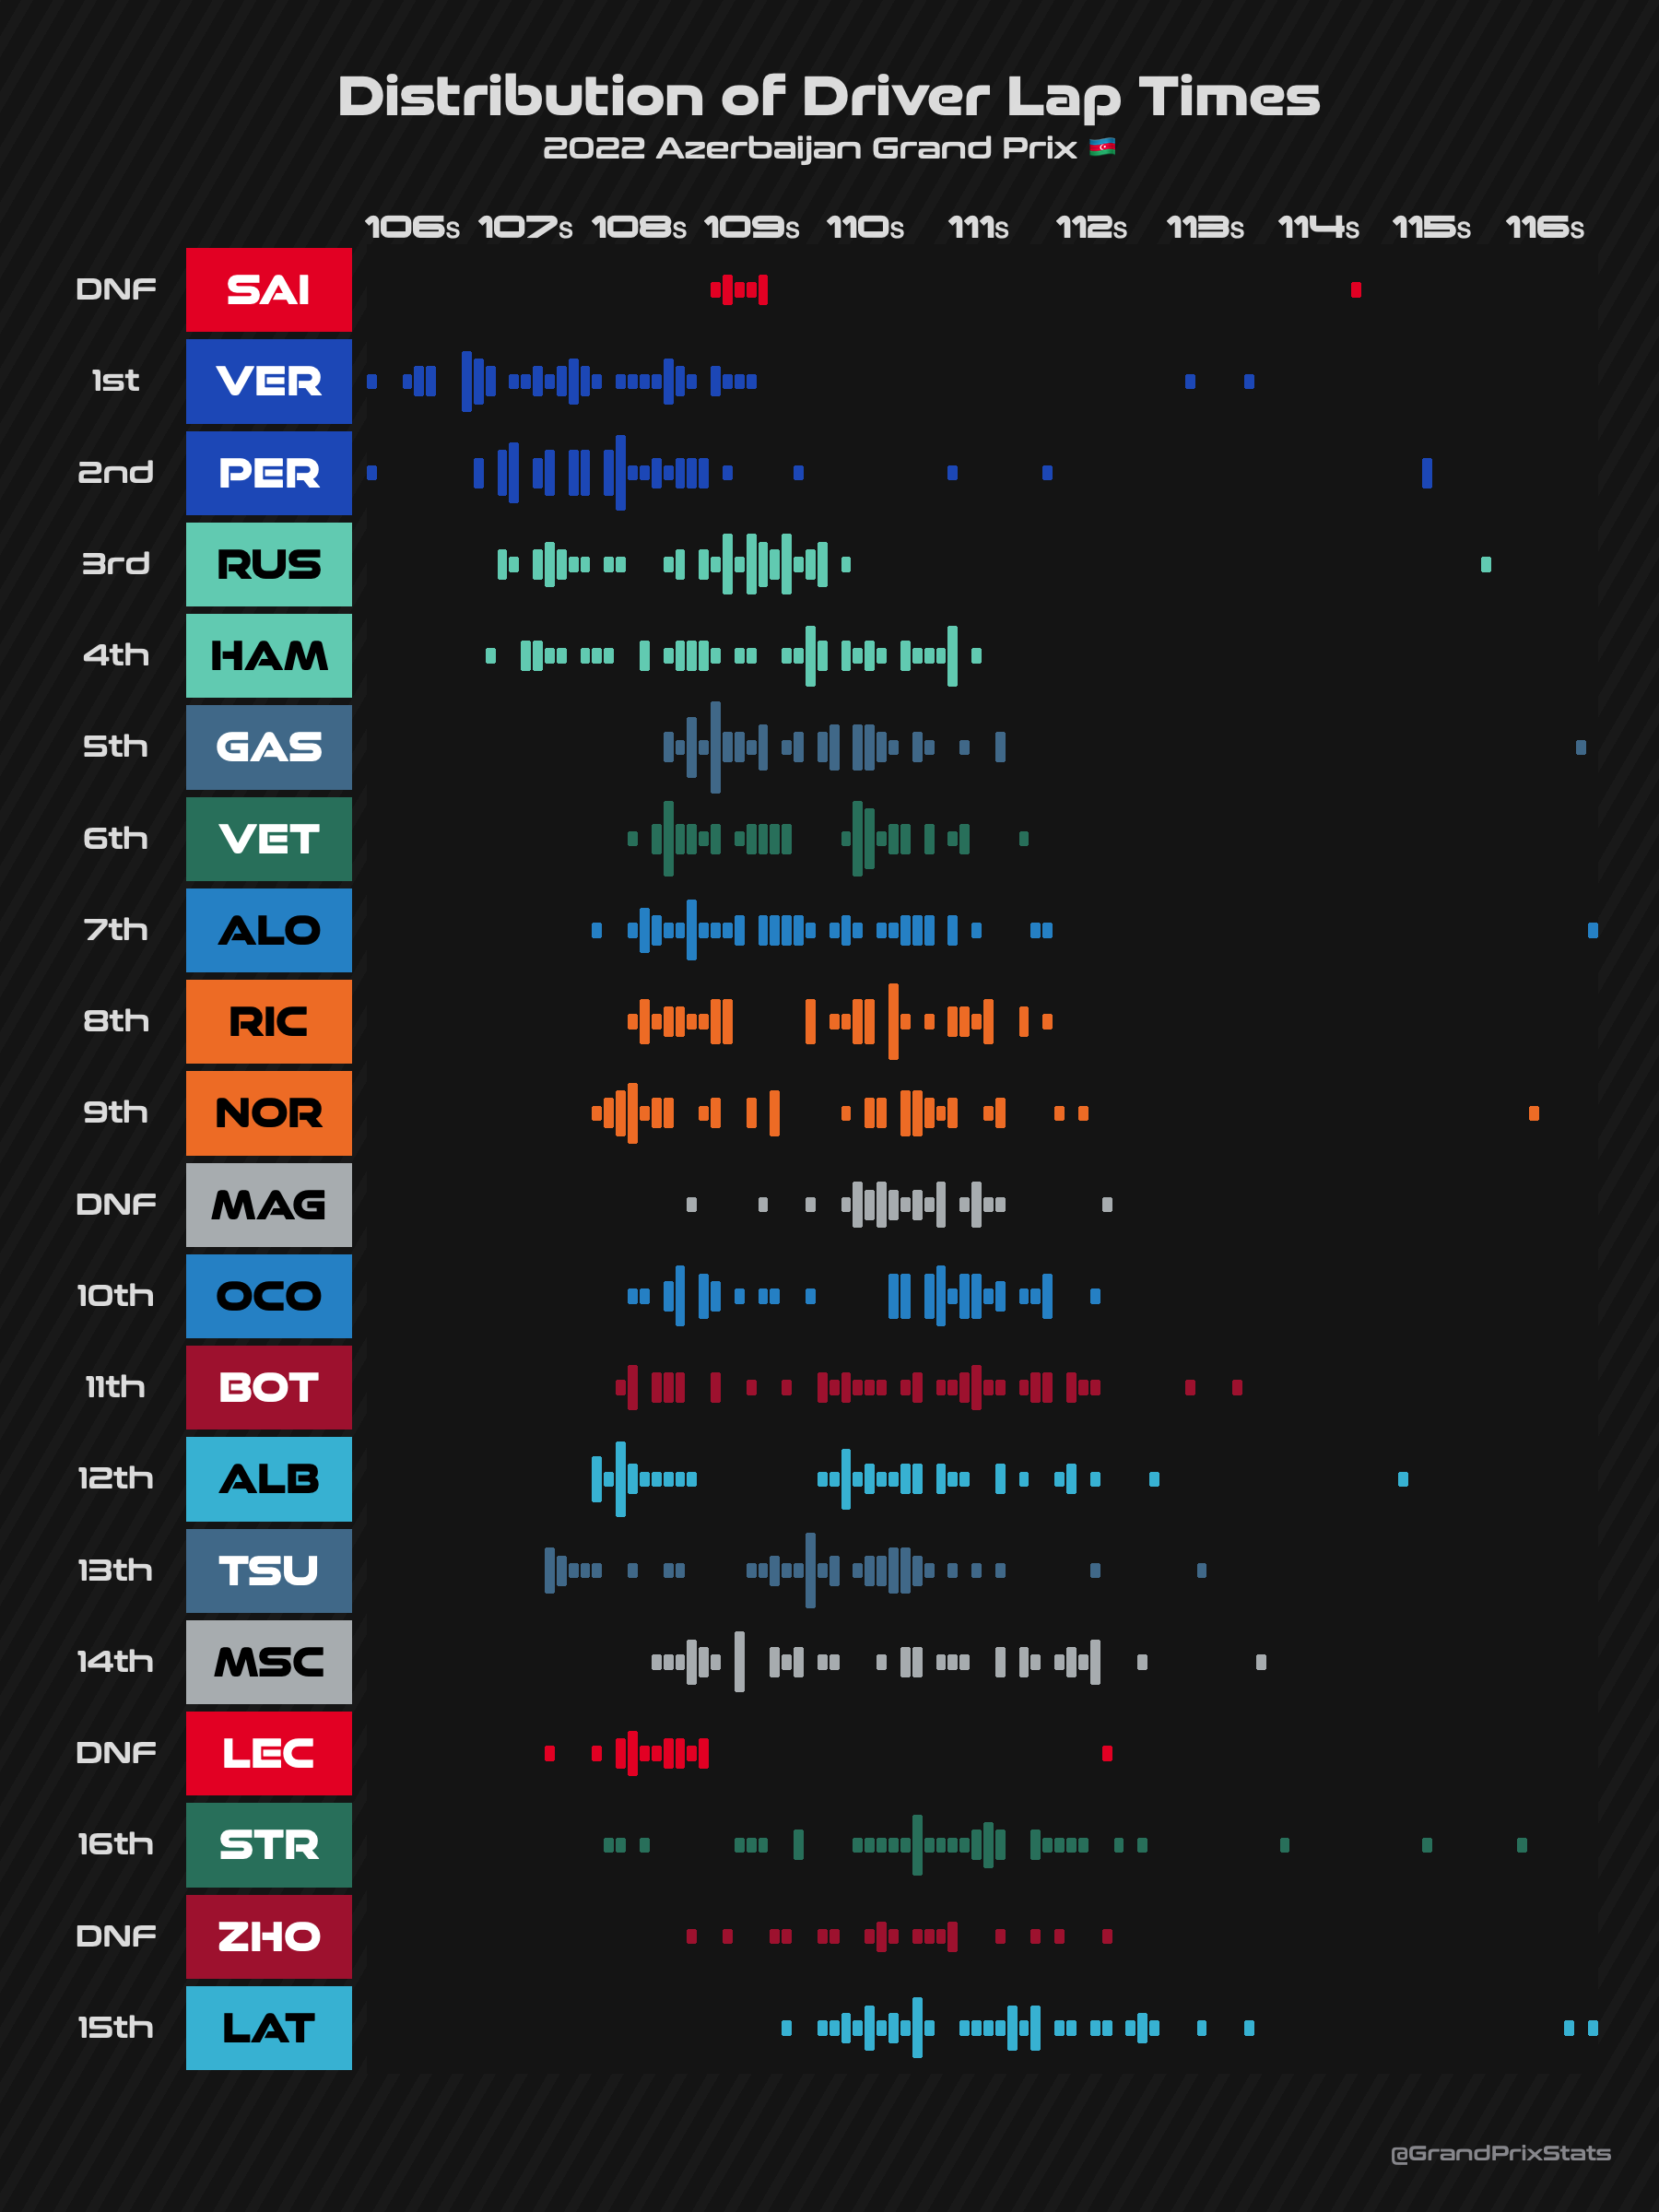 Distribution of Driver Lap Times
2022 Azerbaijan Grand Prix 🇦🇿
106s 107s 108s 109s 110s 111s 112s 113s 114s 115s 116s
DNF SAI
1st VER
2nd PER
3rd RUS
4th HAM
5th GAS
6th VET
7th ALO
8th RIC
9th NOR
DNF MAG
10th OCO
11th BOT
12th ALB
13th TSU
14th MSC
DNF LEC
16th STR
DNF ZHO
15th LAT
@GrandPrixStats